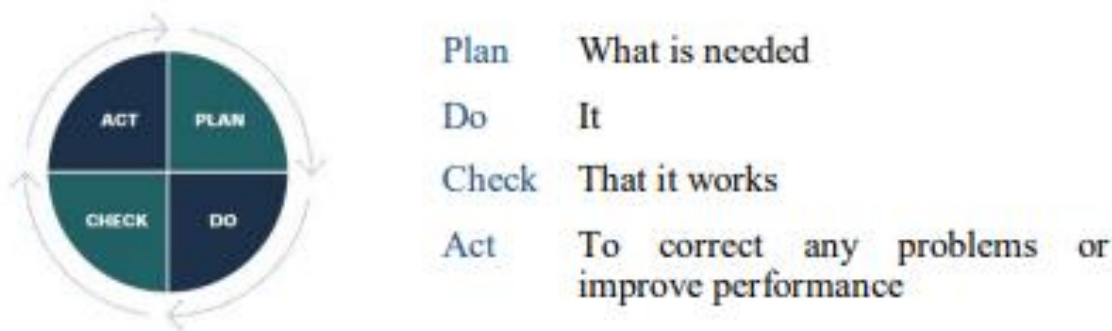 ACT PLAN
CHECK DO
Plan What is needed
Do It
Check That it works
Act To correct any problems or
improve performance